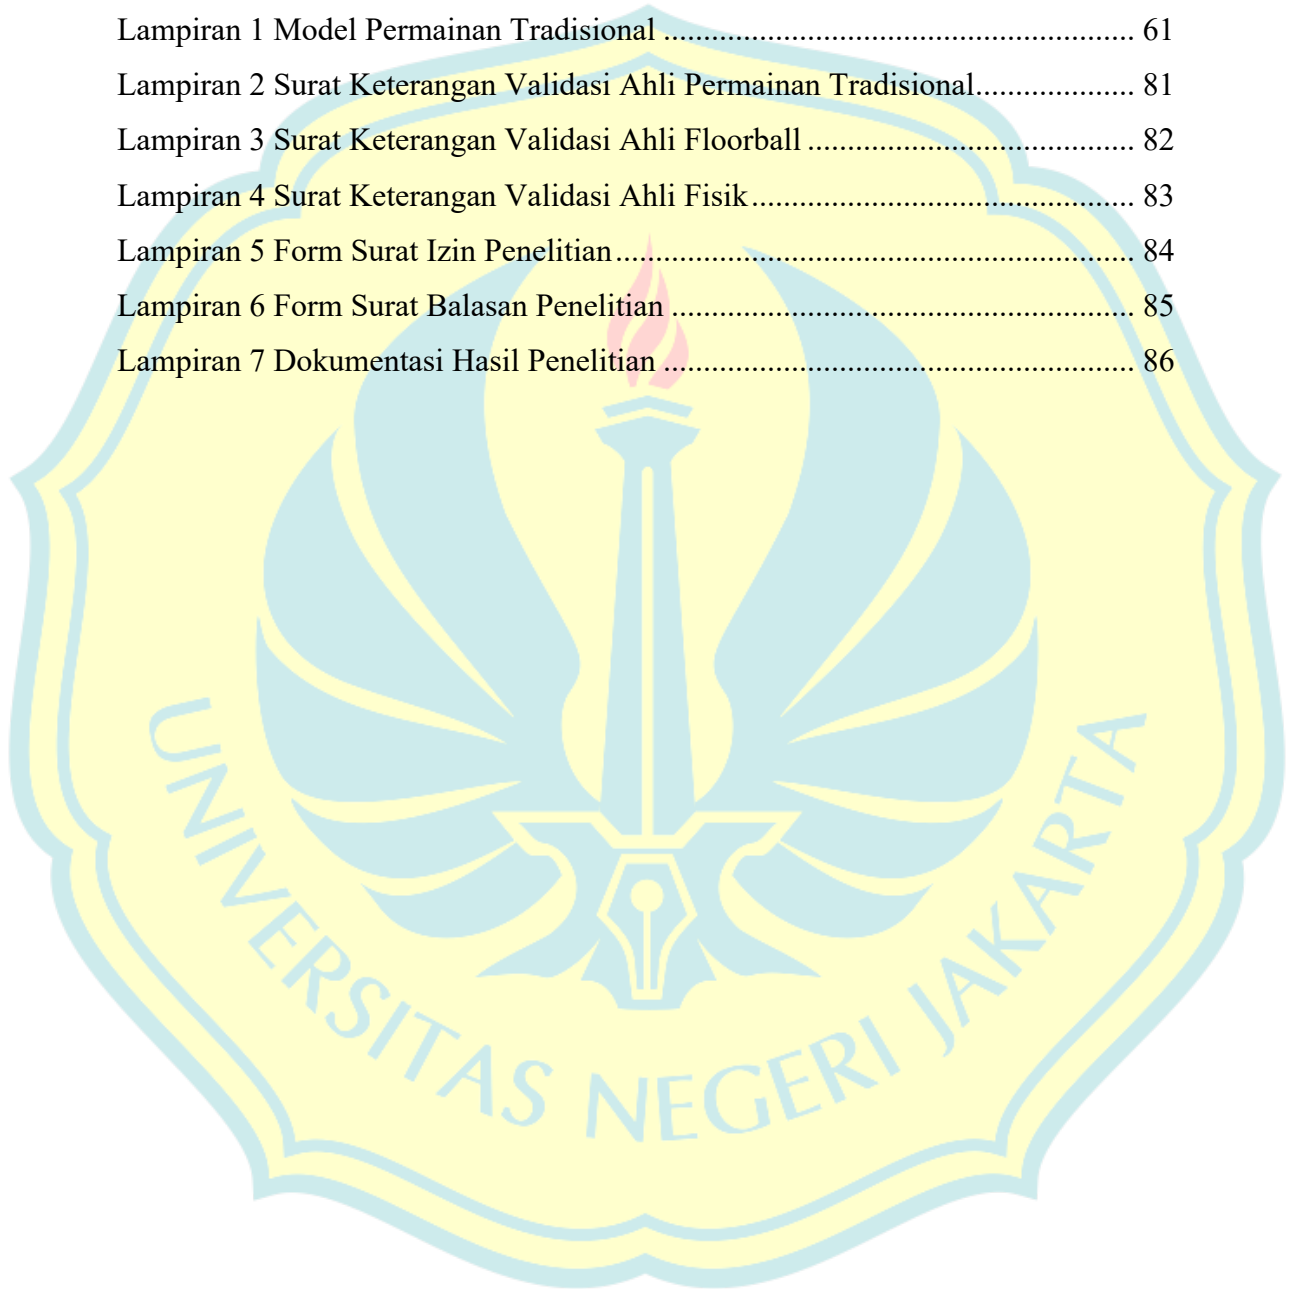 Lampiran 1 Model Permainan Tradisional ............................................................ 61
Lampiran 2 Surat Keterangan Validasi Ahli Permainan Tradisional.................... 81
Lampiran 3 Surat Keterangan Validasi Ahli Floorball ......................................... 82
Lampiran 4 Surat Keterangan Validasi Ahli Fisik................................................ 83
Lampiran 5 Form Surat Izin Penelitian................................................................. 84
Lampiran 6 Form Surat Balasan Penelitian .......................................................... 85
Lampiran 7 Dokumentasi Hasil Penelitian ........................................................... 86
UNIVERSITAS NEGERI JAKARTA